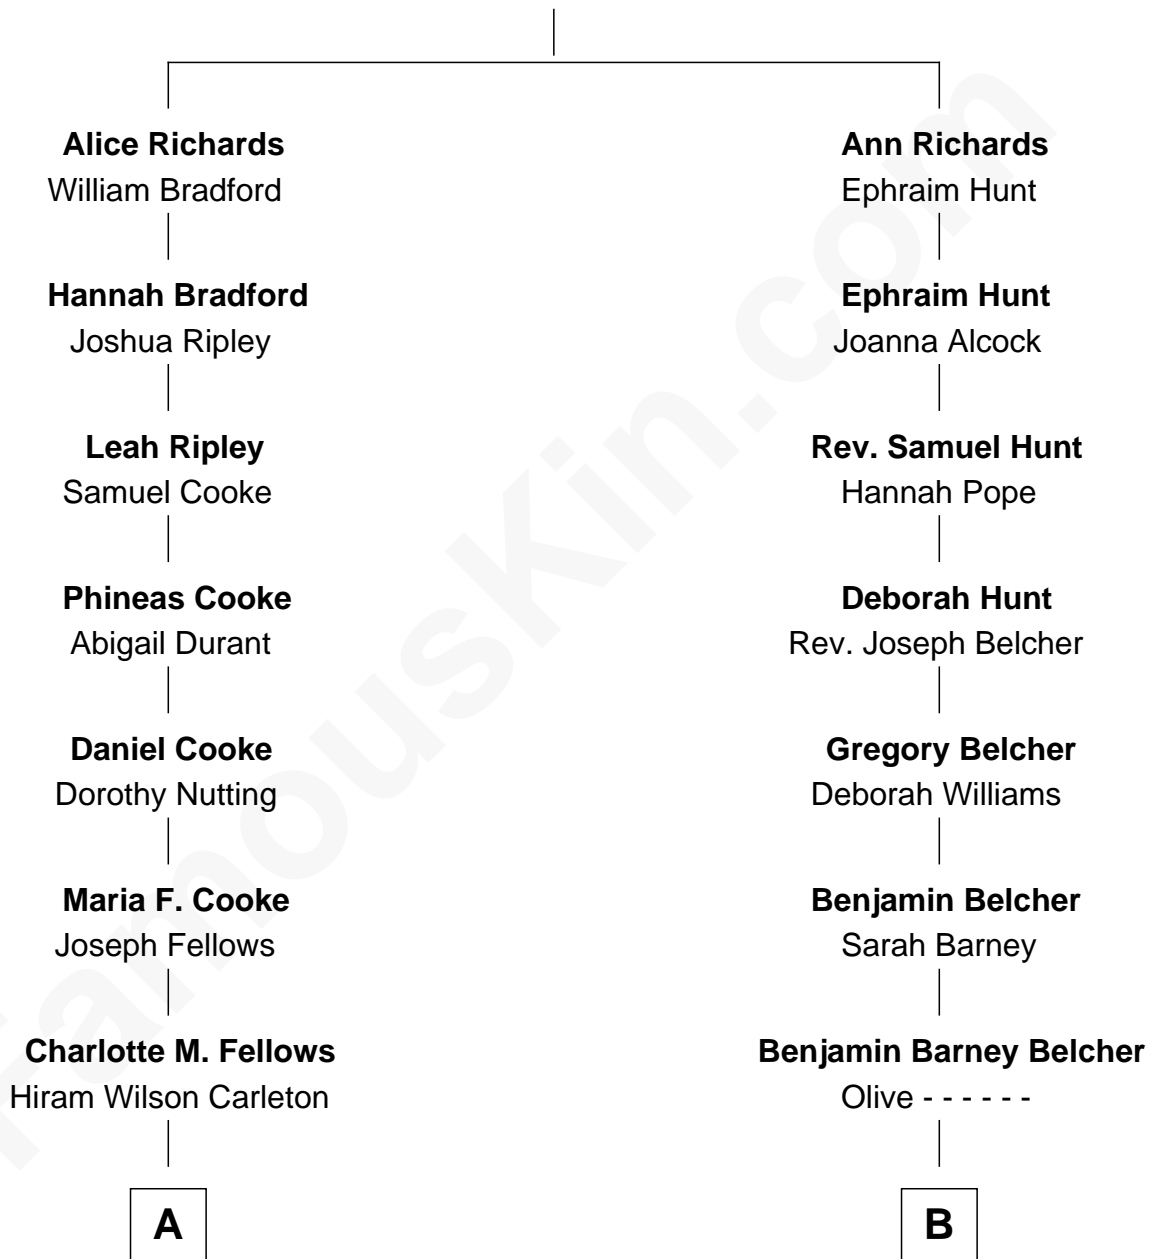 Alice Richards
William Bradford
Hannah Bradford
Joshua Ripley
Leah Ripley
Samuel Cooke
Phineas Cooke
Abigail Durant
Daniel Cooke
Dorothy Nutting
Maria F. Cooke
Joseph Fellows
Charlotte M. Fellows
Hiram Wilson Carleton
A
Ann Richards
Ephraim Hunt
Ephraim Hunt
Joanna Alcock
Rev. Samuel Hunt
Hannah Pope
Deborah Hunt
Rev. Joseph Belcher
Gregory Belcher
Deborah Williams
Benjamin Belcher
Sarah Barney
Benjamin Barney Belcher
Olive - - - - - -
B
FamousKin.com